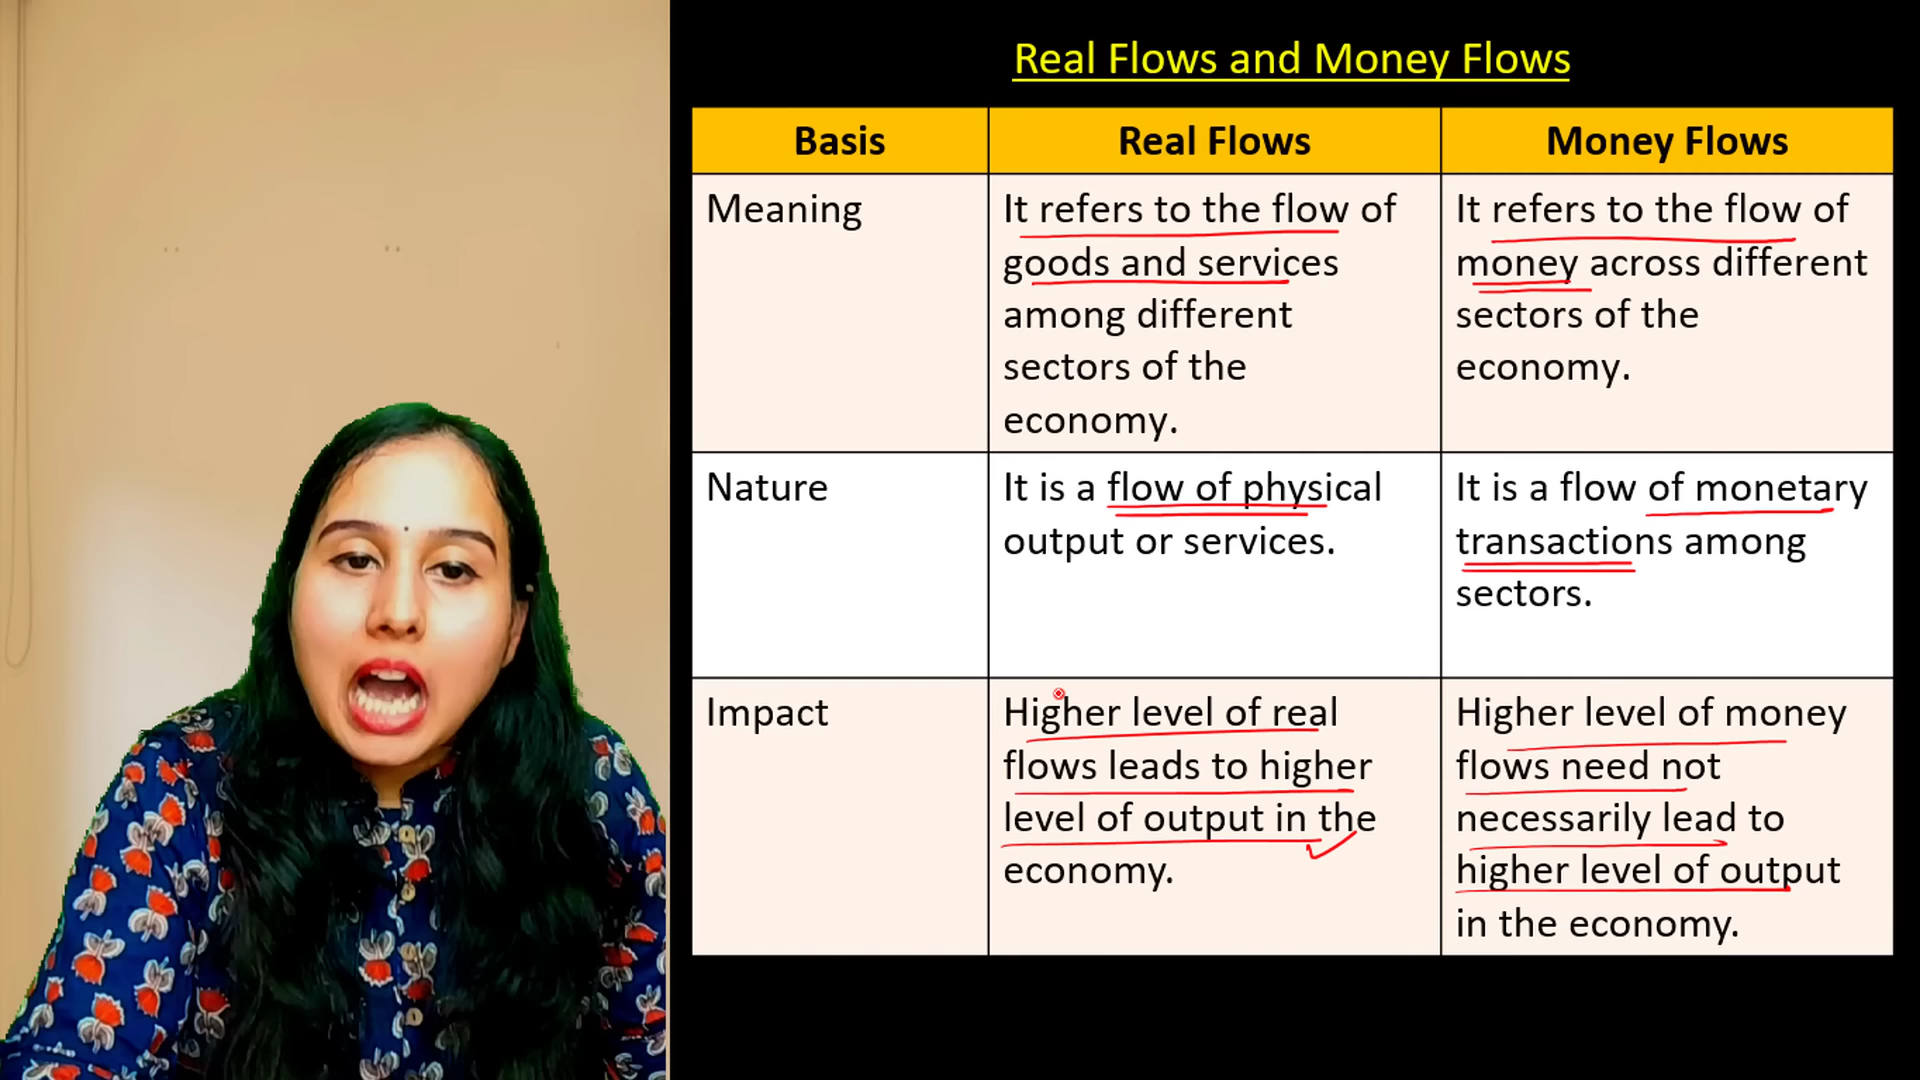 Real Flows and Money Flows
Basis
Real Flows
Money Flows
Meaning
It refers to the flow of
goods and services
among different
sectors of the
economy.
It refers to the flow of
money across different
sectors of the
economy.
Nature
It is a flow of physical
output or services.
It is a flow of monetary
transactions among
sectors.
Impact
Higher level of real
flows leads to higher
level of output in the
economy.
Higher level of money
flows need not
necessarily lead to
higher level of output
in the economy.